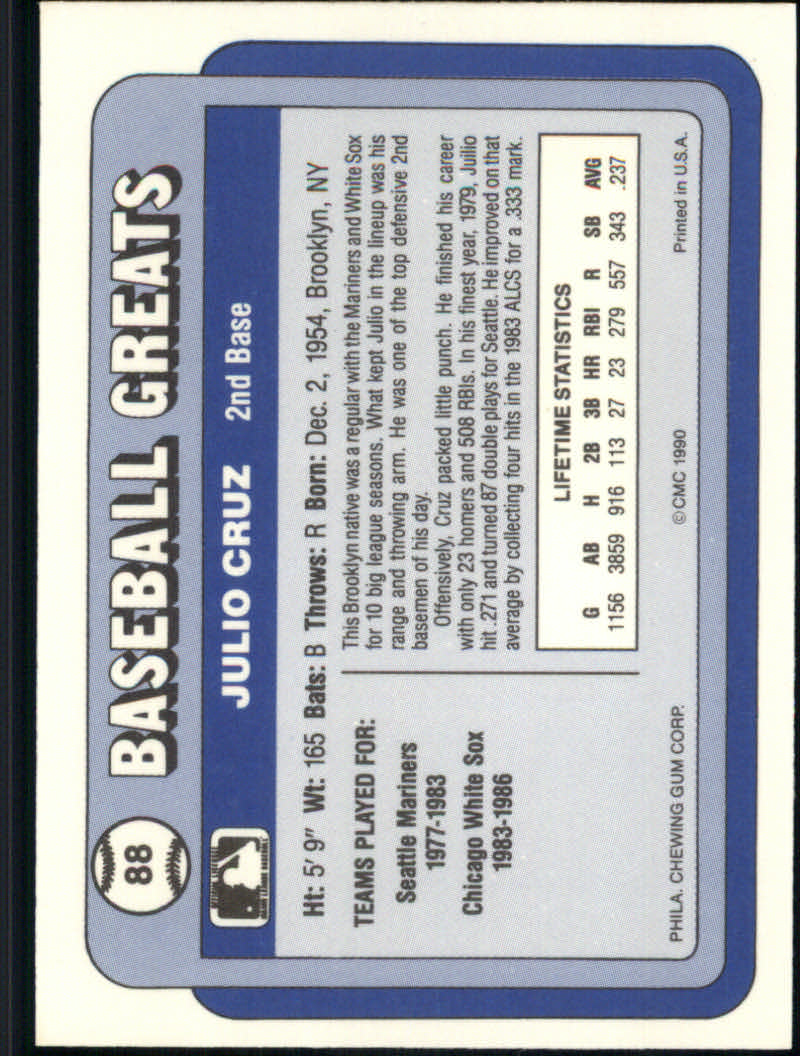 88
BASEBALL GREATS
JULIO CRUZ 2nd Base
Ht: 5' 9" Wt: 165 Bats: B Throws: R Born: Dec. 2, 1954, Brooklyn, NY
TEAMS PLAYED FOR:
Seattle Mariners
1977-1983
Chicago White Sox
1983-1986
This Brooklyn native was a regular with the Mariners and White Sox
for 10 big league seasons. What kept Julio in the lineup was his
range and throwing arm. He was one of the top defensive 2nd
basemen of his day.
Offensively, Cruz packed little punch. He finished his career
with only 23 homers and 508 RBIs. In his finest year, 1979, Juilio
hit .271 and turned 87 double plays for Seattle. He improved on that
average by collecting four hits in the 1983 ALCS for a .333 mark.
LIFETIME STATISTICS
G AB H 2B 3B HR RBI R SB AVG
1156 3859 916 113 27 23 279 557 343 .237
PHILA. CHEWING GUM CORP. © CMC 1990 Printed in U.S.A.